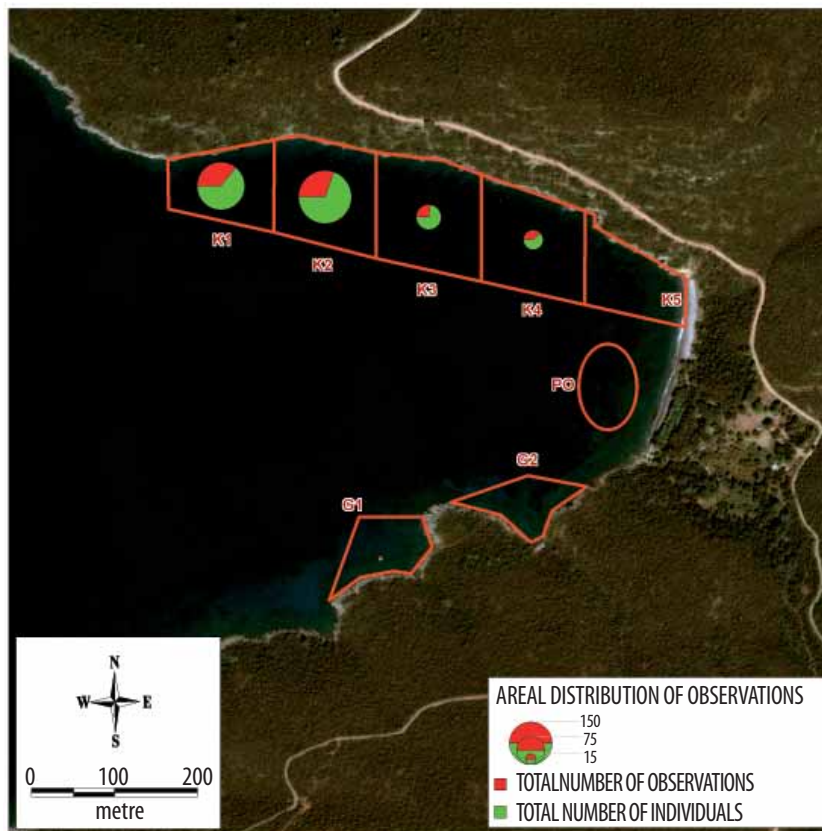 K1
K2
K3
K4
K5
PO
G2
G1
N
W E
S
0 100 200
metre
AREAL DISTRIBUTION OF OBSERVATIONS
150
75
15
TOTALNUMBER OF OBSERVATIONS
TOTAL NUMBER OF INDIVIDUALS